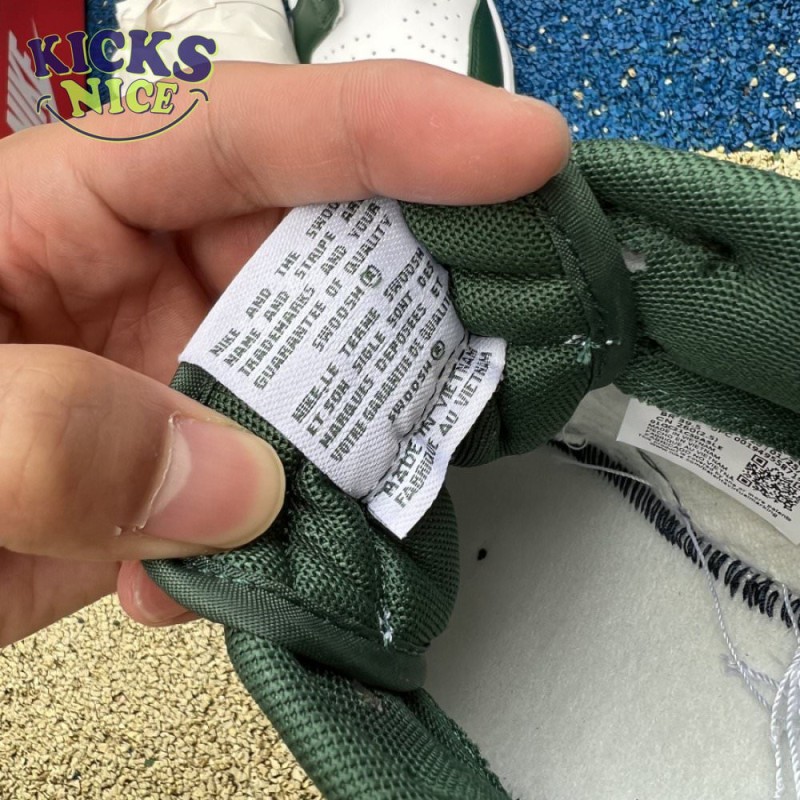 KICKS
NICE
NIKE AND THE SWOOSH
NAME AND STRIPE AR
TRADEMARKS AND YOUR
GUARANTEE OF QUALITY
SWOOSH®
NIKE-LE TERME SWOOSH
ET SON SIGLE SONT DES
MARQUES DEPOSEES ET
VOTRE GARANTIE DE QUALITE
SWOOSH®
MADE IN VIETNAM
FABRIQUE AU VIETNAM